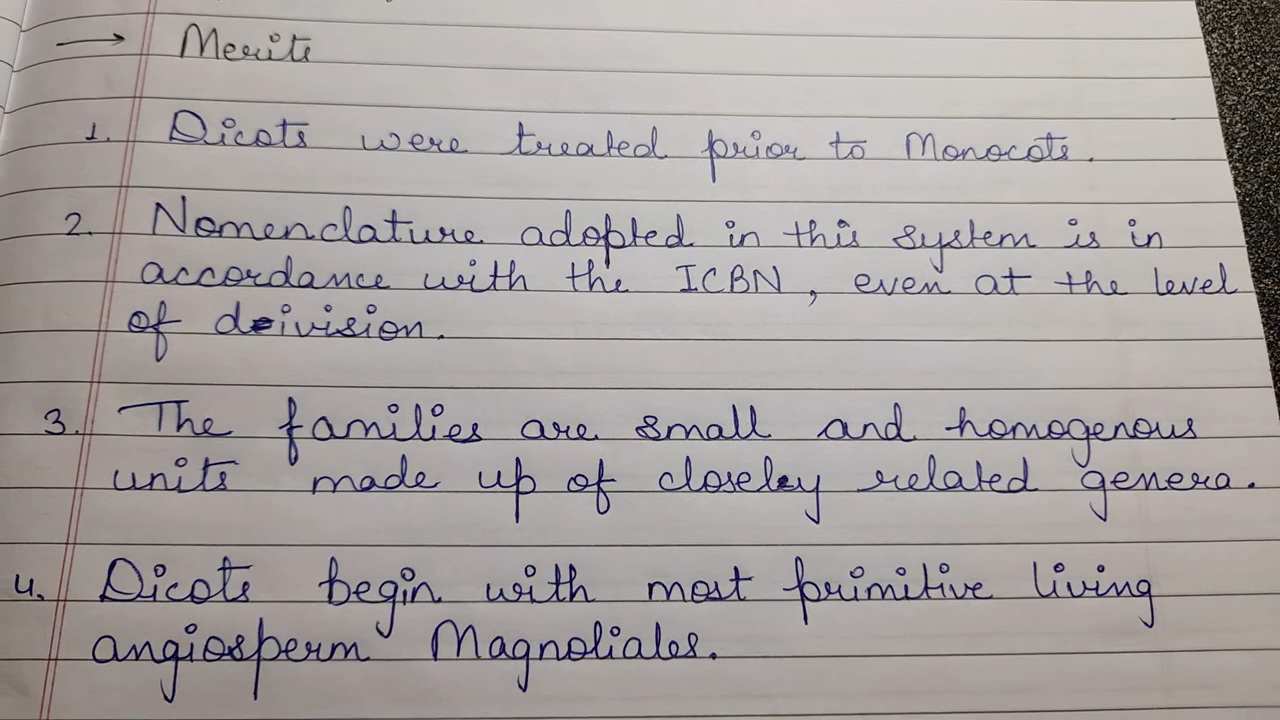 → Merits
1. Dicots were treated prior to Monocots.
2. Nomenclature adopted in this system is in
accordance with the ICBN, even at the level
of deivision.
3. The families are small and homogenous
units made up of closeley related genera.
4. Dicots begin with most primitive living
angiosperm Magnoliales.